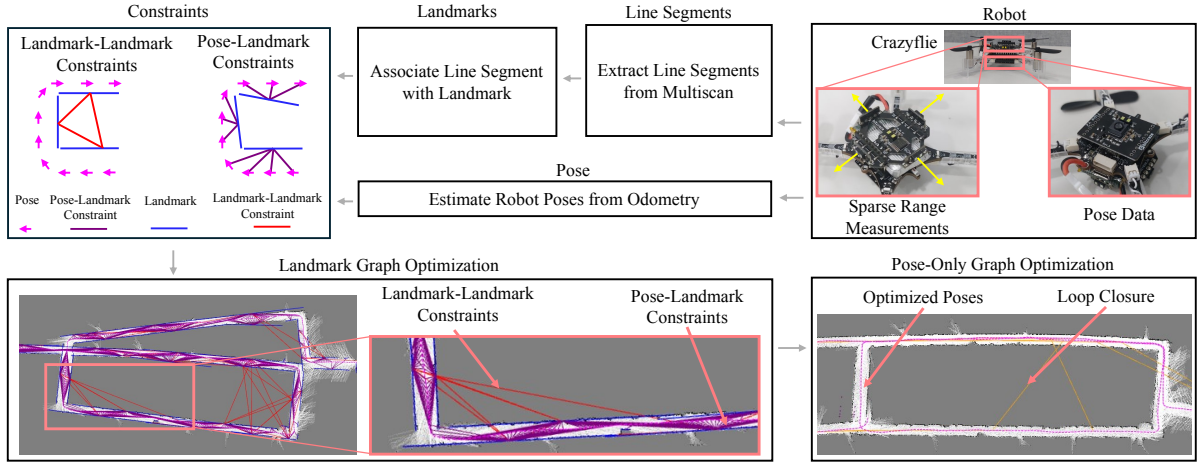 Constraints
Landmarks
Line Segments
Robot
Landmark-Landmark
Constraints
Pose-Landmark
Constraints
Pose
Pose-Landmark
Constraint
Landmark
Landmark-Landmark
Constraint
Associate Line Segment
with Landmark
Extract Line Segments
from Multiscan
Pose
Estimate Robot Poses from Odometry
Crazyflie
Sparse Range
Measurements
Pose Data
Landmark Graph Optimization
Landmark-Landmark
Constraints
Pose-Landmark
Constraints
Pose-Only Graph Optimization
Optimized Poses
Loop Closure